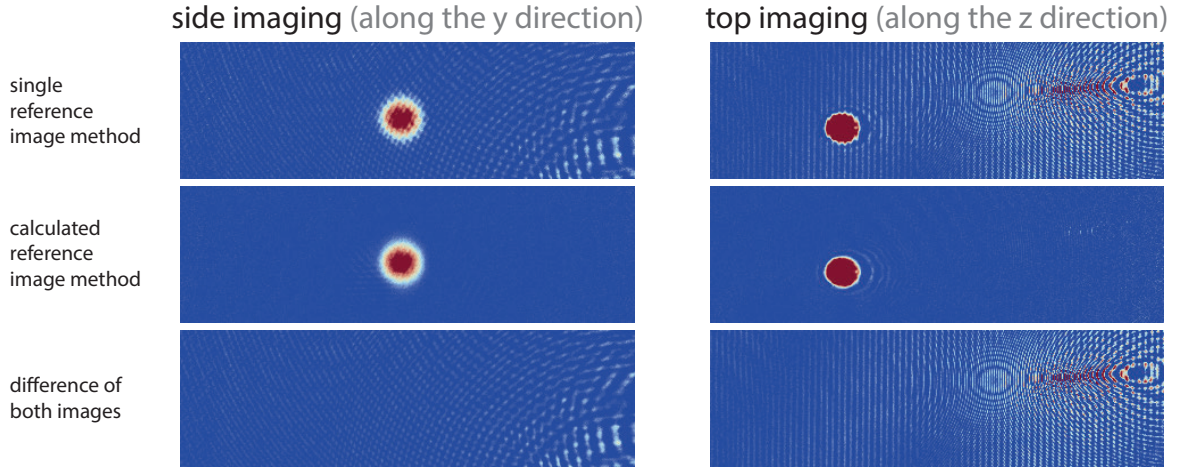 side imaging (along the y direction)
top imaging (along the z direction)
single
reference
image method
calculated
reference
image method
difference of
both images